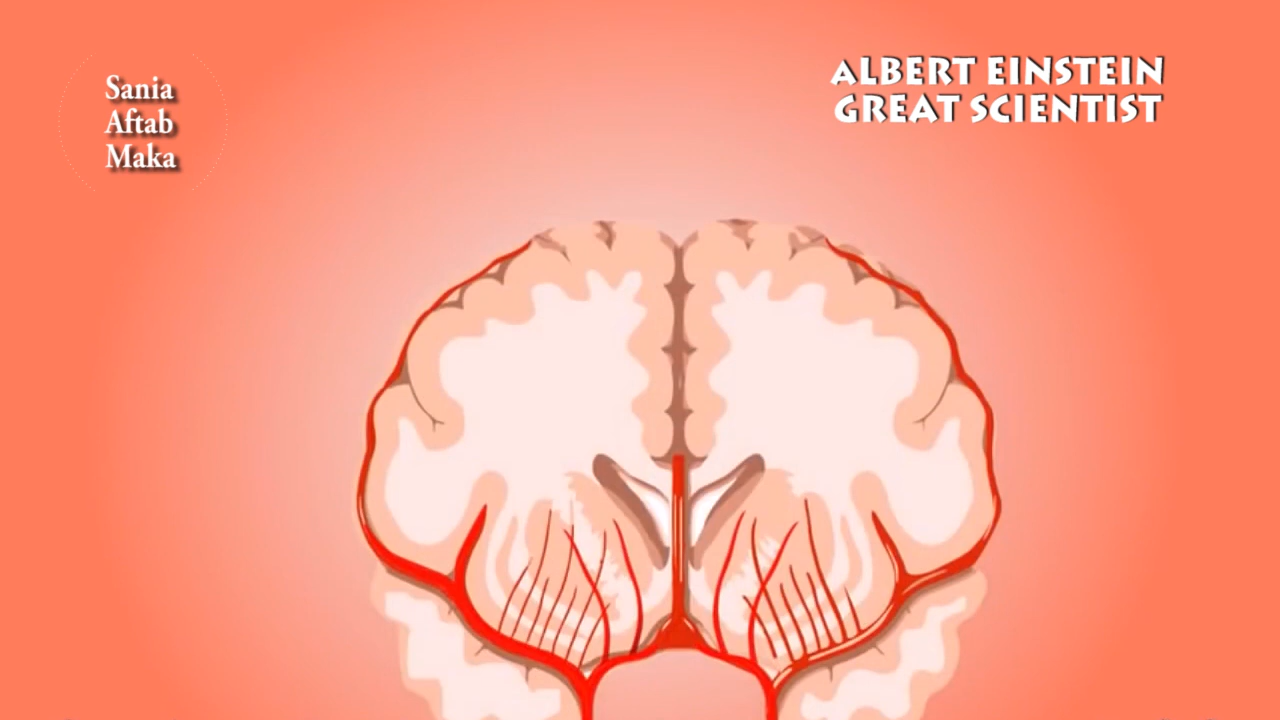 Sania
Aftab
Maka
ALBERT EINSTEIN
GREAT SCIENTIST